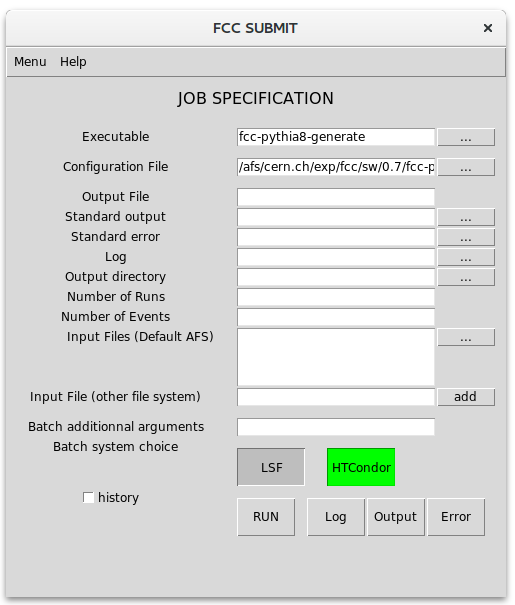 FCC SUBMIT ×
Menu Help
JOB SPECIFICATION
Executable fcc-pythia8-generate ...
Configuration File /afs/cern.ch/exp/fcc/sw/0.7/fcc-p ...
Output File
Standard output ...
Standard error ...
Log ...
Output directory ...
Number of Runs
Number of Events
Input Files (Default AFS) ...
Input File (other file system) add
Batch additionnal arguments
Batch system choice
LSF HTCondor
history
RUN Log Output Error